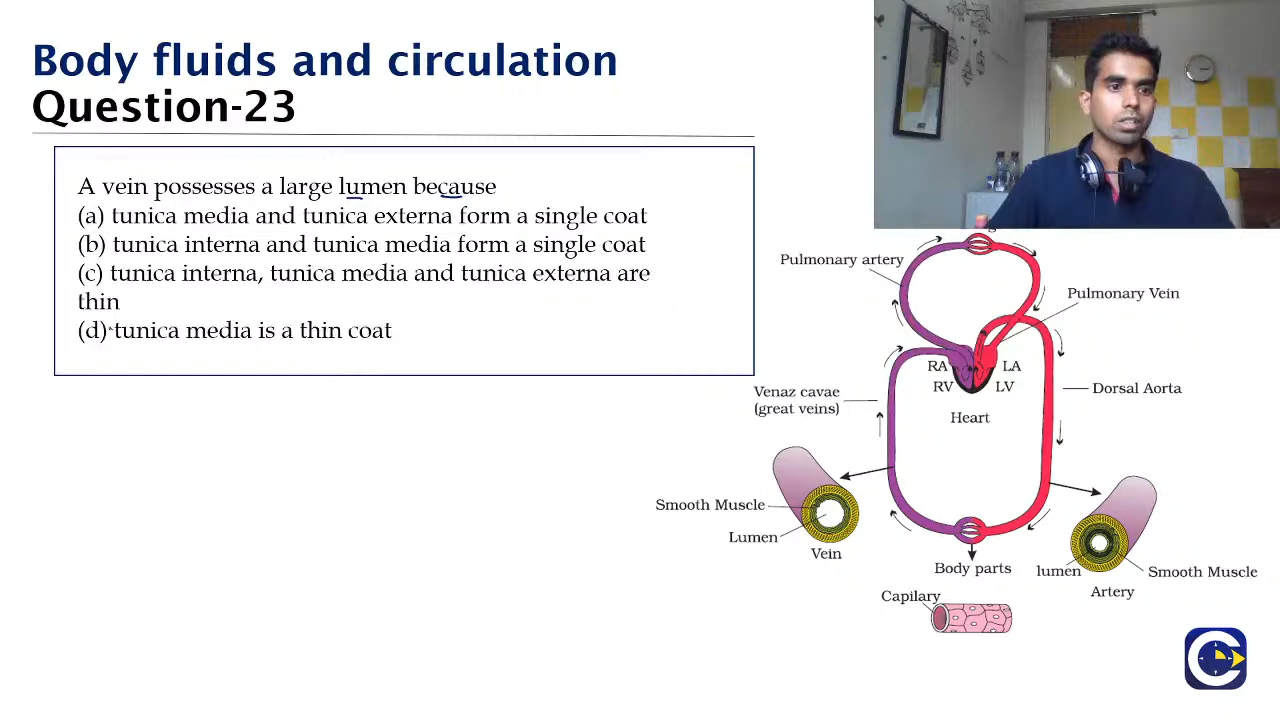 Body fluids and circulation
Question-23
A vein possesses a large lumen because
(a) tunica media and tunica externa form a single coat
(b) tunica interna and tunica media form a single coat
(c) tunica interna, tunica media and tunica externa are
thin
(d) tunica media is a thin coat
Pulmonary artery
Pulmonary Vein
RA
LA
RV
LV
Heart
Venaz cavae
(great veins)
Dorsal Aorta
Smooth Muscle
Lumen
Vein
Body parts
lumen
Smooth Muscle
Artery
Capilary